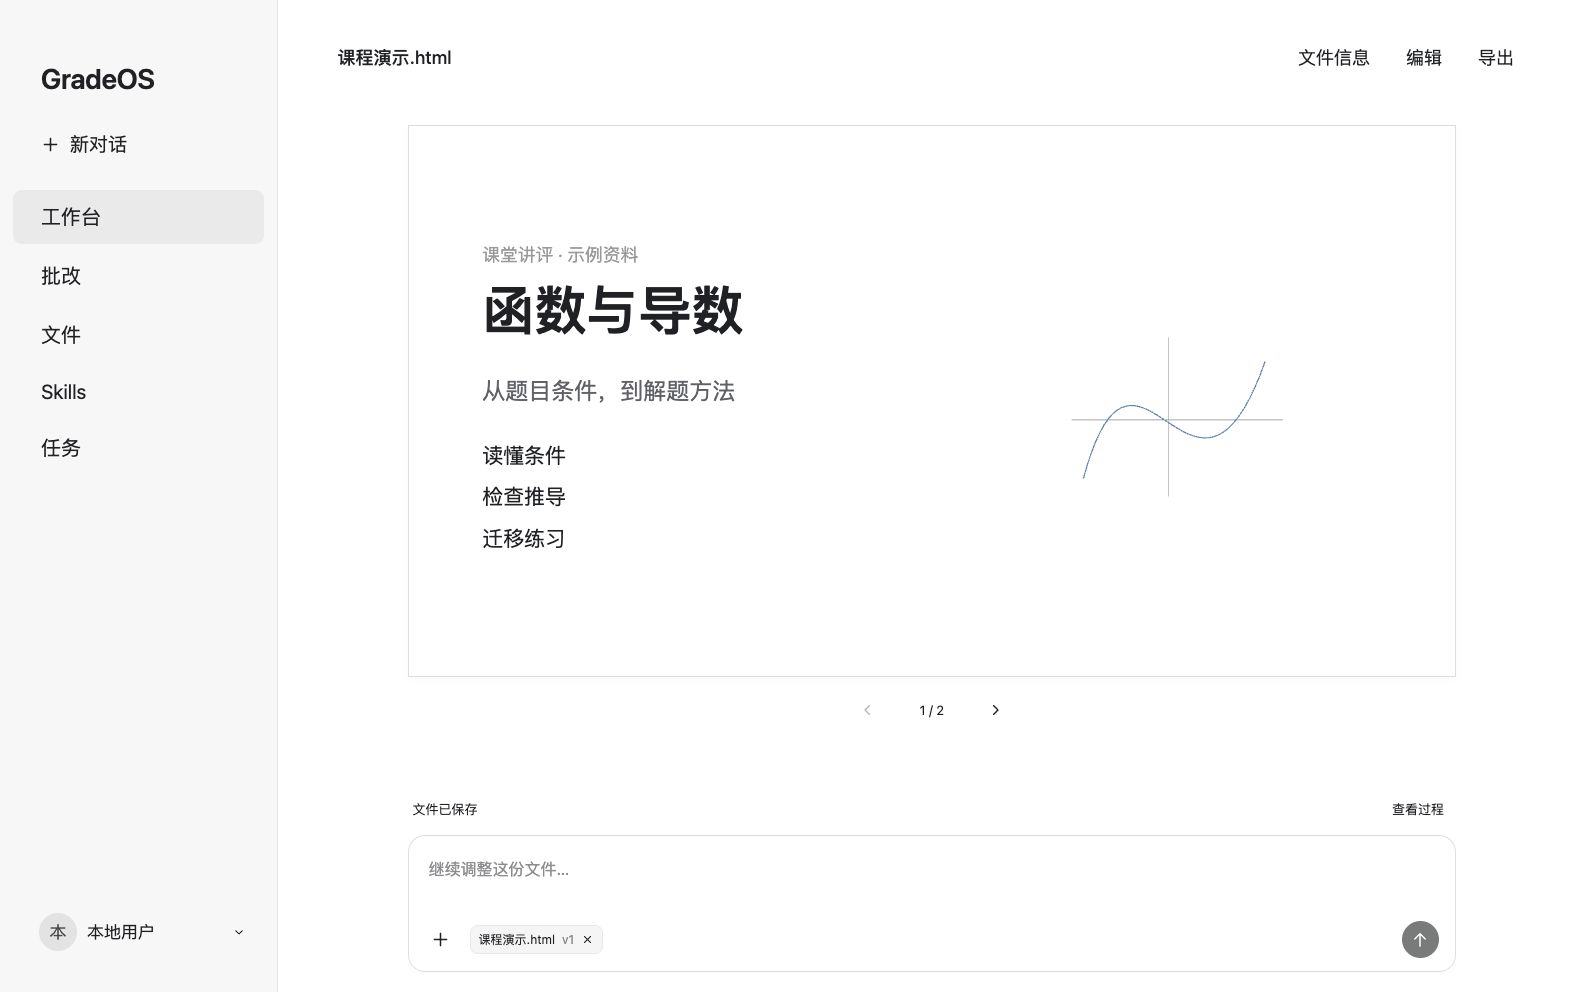 GradeOS
新对话
工作台
批改
文件
Skills
任务
本 本地用户
课程演示.html
文件信息 编辑 导出
课堂讲评 · 示例资料
函数与导数
从题目条件，到解题方法
读懂条件
检查推导
迁移练习
1 / 2
文件已保存 查看过程
继续调整这份文件...
课程演示.html v1 ×